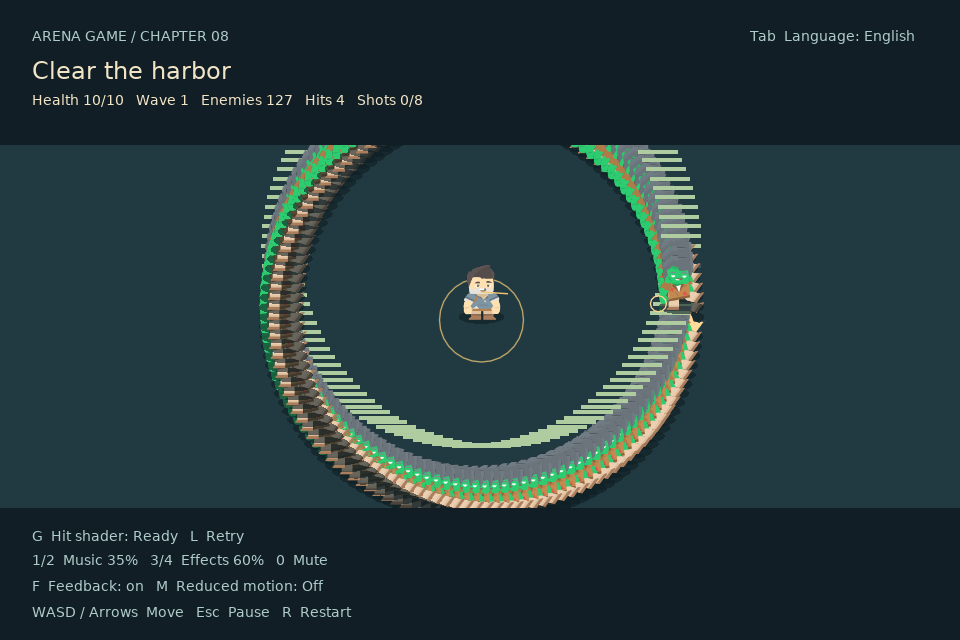 ARENA GAME / CHAPTER 08
Tab Language: English
Clear the harbor
Health 10/10 Wave 1 Enemies 127 Hits 4 Shots 0/8
G Hit shader: Ready L Retry
1/2 Music 35% 3/4 Effects 60% 0 Mute
F Feedback: on M Reduced motion: Off
WASD / Arrows Move Esc Pause R Restart